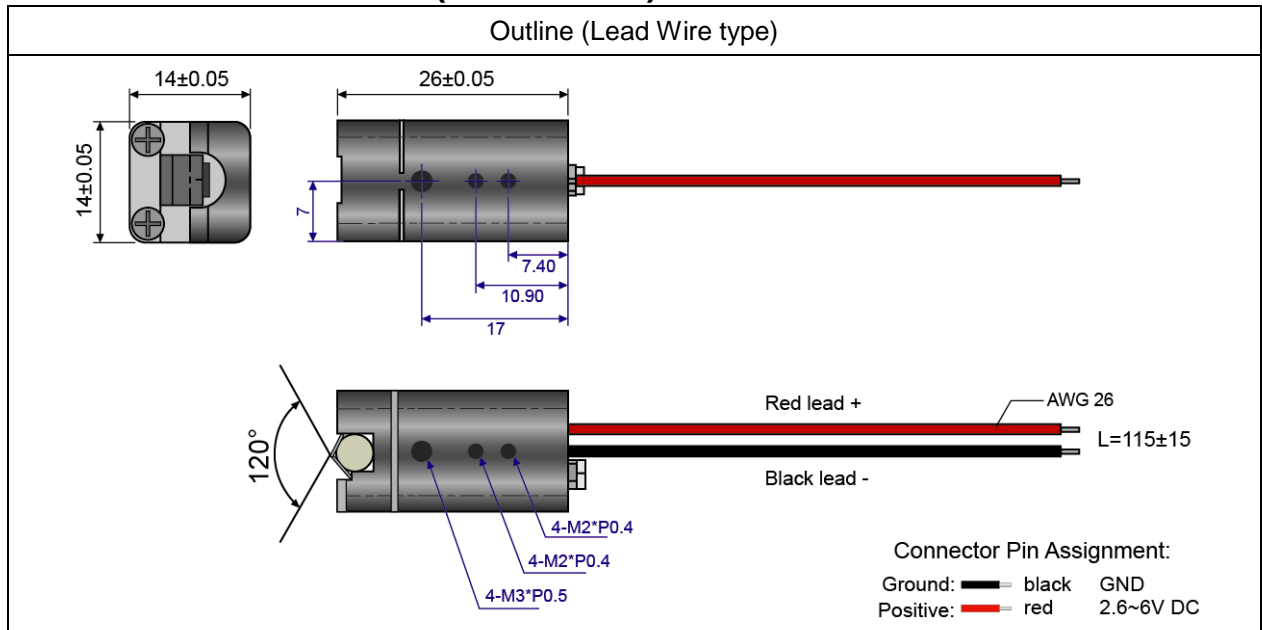 Outline (Lead Wire type)
14±0.05
26±0.05
14±0.05
7
7.40
10.90
17
120°
Red lead +
AWG 26
L=115±15
Black lead -
4-M2*P0.4
4-M2*P0.4
4-M3*P0.5
Connector Pin Assignment:
Ground: black GND
Positive: red 2.6~6V DC